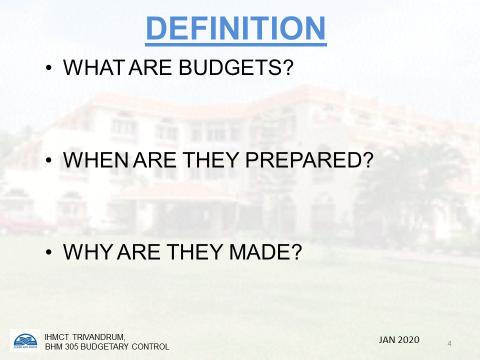 DEFINITION
• WHAT ARE BUDGETS?
• WHEN ARE THEY PREPARED?
• WHY ARE THEY MADE?
IHMCT TRIVANDRUM,
BHM 305 BUDGETARY CONTROL
JAN 2020
4